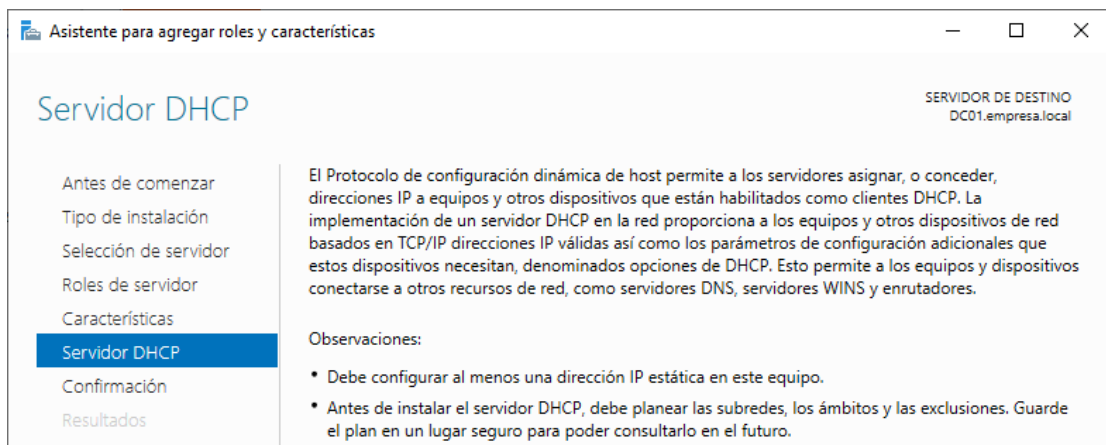 Asistente para agregar roles y características
Servidor DHCP
SERVIDOR DE DESTINO
DC01.empresa.local
Antes de comenzar
Tipo de instalación
Selección de servidor
Roles de servidor
Características
Servidor DHCP
Confirmación
Resultados
El Protocolo de configuración dinámica de host permite a los servidores asignar, o conceder,
direcciones IP a equipos y otros dispositivos que están habilitados como clientes DHCP. La
implementación de un servidor DHCP en la red proporciona a los equipos y otros dispositivos de red
basados en TCP/IP direcciones IP válidas así como los parámetros de configuración adicionales que
estos dispositivos necesitan, denominados opciones de DHCP. Esto permite a los equipos y dispositivos
conectarse a otros recursos de red, como servidores DNS, servidores WINS y enrutadores.
Observaciones:
• Debe configurar al menos una dirección IP estática en este equipo.
• Antes de instalar el servidor DHCP, debe planear las subredes, los ámbitos y las exclusiones. Guarde
el plan en un lugar seguro para poder consultarlo en el futuro.